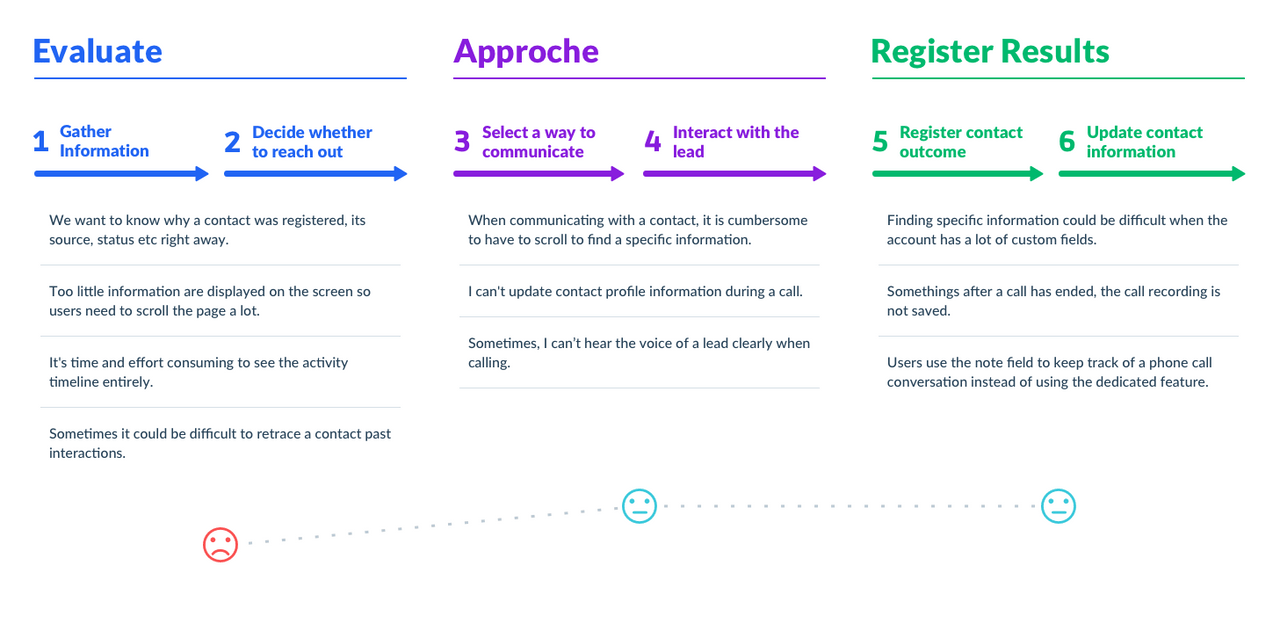 Evaluate
1 Gather
Information
2 Decide whether
to reach out
We want to know why a contact was registered, its
source, status etc right away.
Too little information are displayed on the screen so
users need to scroll the page a lot.
It's time and effort consuming to see the activity
timeline entirely.
Sometimes it could be difficult to retrace a contact past
interactions.
Approche
3 Select a way to
communicate
4 Interact with the
lead
When communicating with a contact, it is cumbersome
to have to scroll to find a specific information.
I can't update contact profile information during a call.
Sometimes, I can't hear the voice of a lead clearly when
calling.
Register Results
5 Register contact
outcome
6 Update contact
information
Finding specific information could be difficult when the
account has a lot of custom fields.
Somethings after a call has ended, the call recording is
not saved.
Users use the note field to keep track of a phone call
conversation instead of using the dedicated feature.